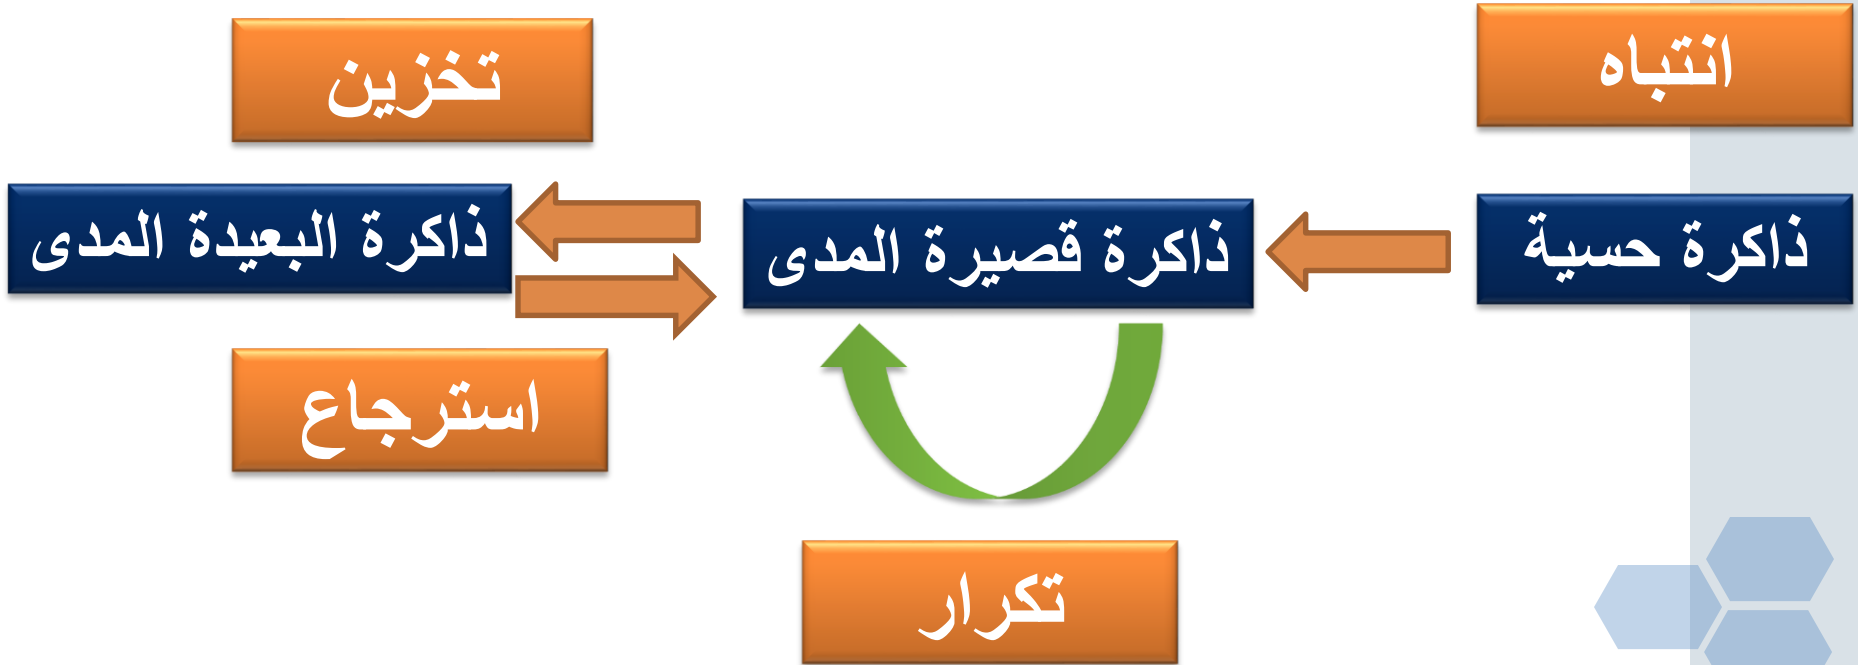 انتباه
تخزين
ذاكرة حسية
ذاكرة قصيرة المدى
ذاكرة البعيدة المدى
استرجاع
تكرار